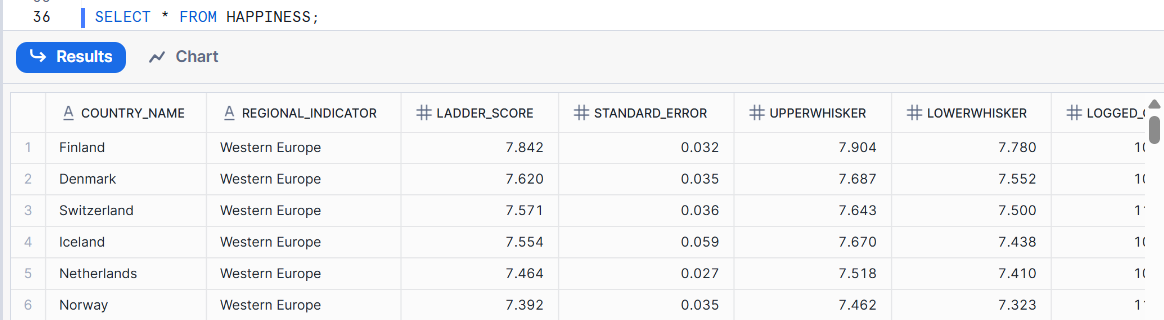 36 SELECT * FROM HAPPINESS;
Results Chart
COUNTRY_NAME REGIONAL_INDICATOR LADDER_SCORE STANDARD_ERROR UPPERWHISKER LOWERWHISKER
1 Finland Western Europe 7.842 0.032 7.904 7.780
2 Denmark Western Europe 7.620 0.035 7.687 7.552
3 Switzerland Western Europe 7.571 0.036 7.643 7.500
4 Iceland Western Europe 7.554 0.059 7.670 7.438
5 Netherlands Western Europe 7.464 0.027 7.518 7.410
6 Norway Western Europe 7.392 0.035 7.462 7.323